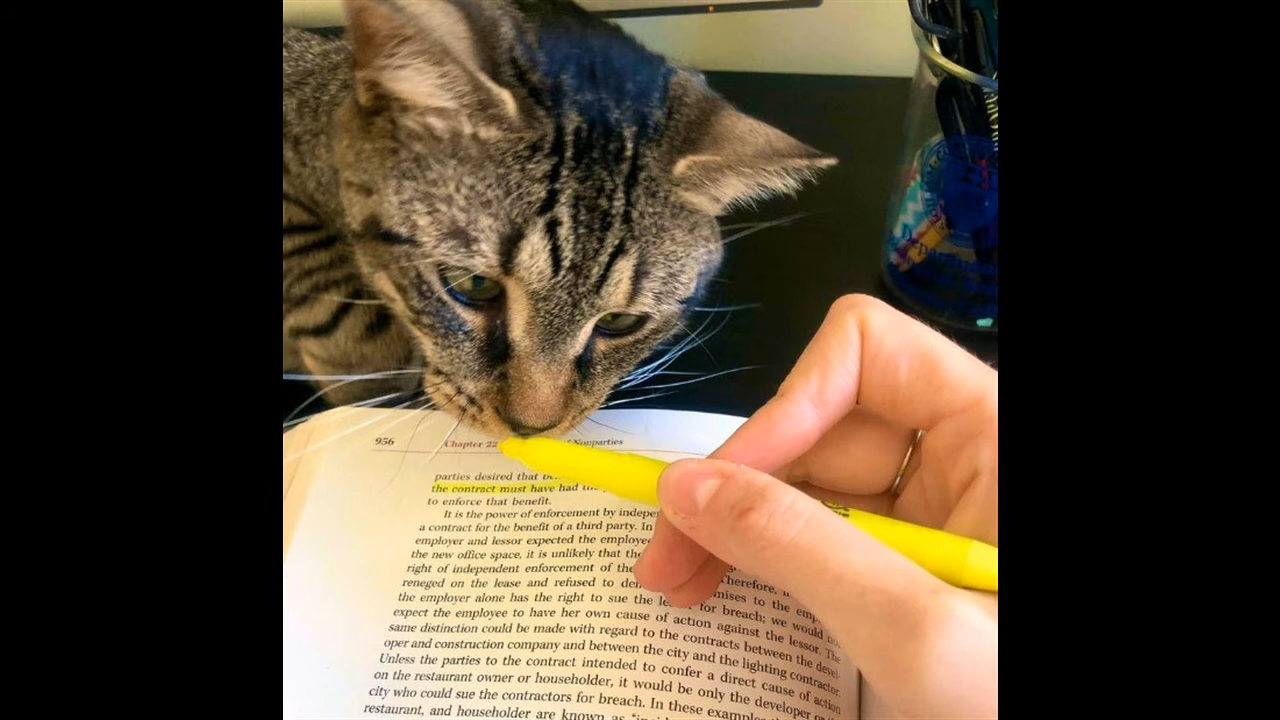 956 Chapter 22 Nonparties
parties desired that
the contract must have had
to enforce that benefit.
It is the power of enforcement by
a contract for the benefit of a third party. In
employer and lessor expected the
the new office space, it is unlikely that
right of independent enforcement of
reneged on the lease and refused to
the employer alone has the right to sue the for breach; we would
expect the employee to have her own cause of action against the lessor. The
same distinction could be made with regard to the contracts between the devel-
oper and construction company and between the city and the lighting contractor.
Unless the parties to the contract intended to confer a direct cause of action
on the restaurant owner or householder, it would be only the developer or
city who could sue the contractors for breach. In these examples
restaurant, and householder are known as